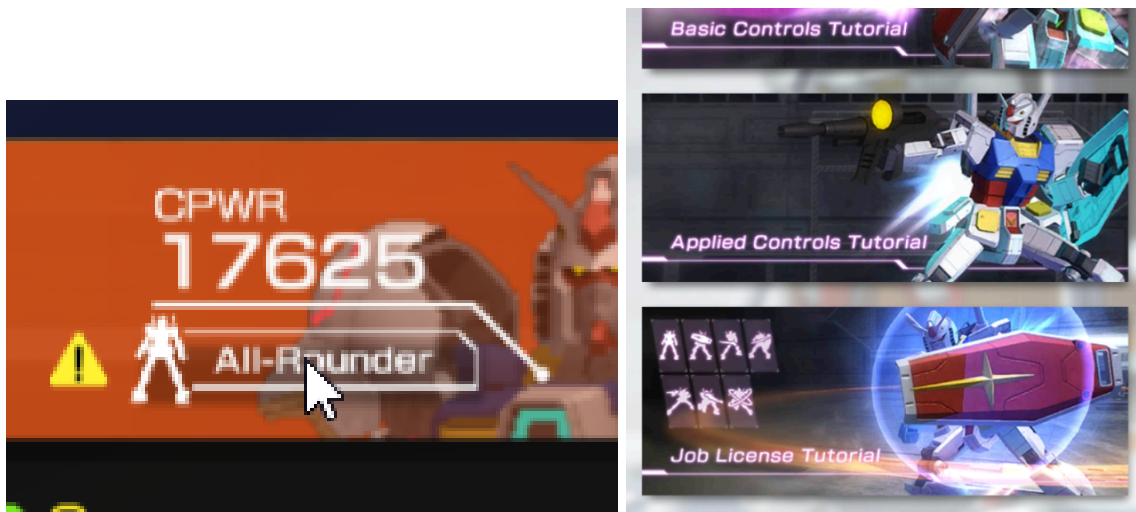 CPWR
17625
All-Rounder
Basic Controls Tutorial
Applied Controls Tutorial
Job License Tutorial